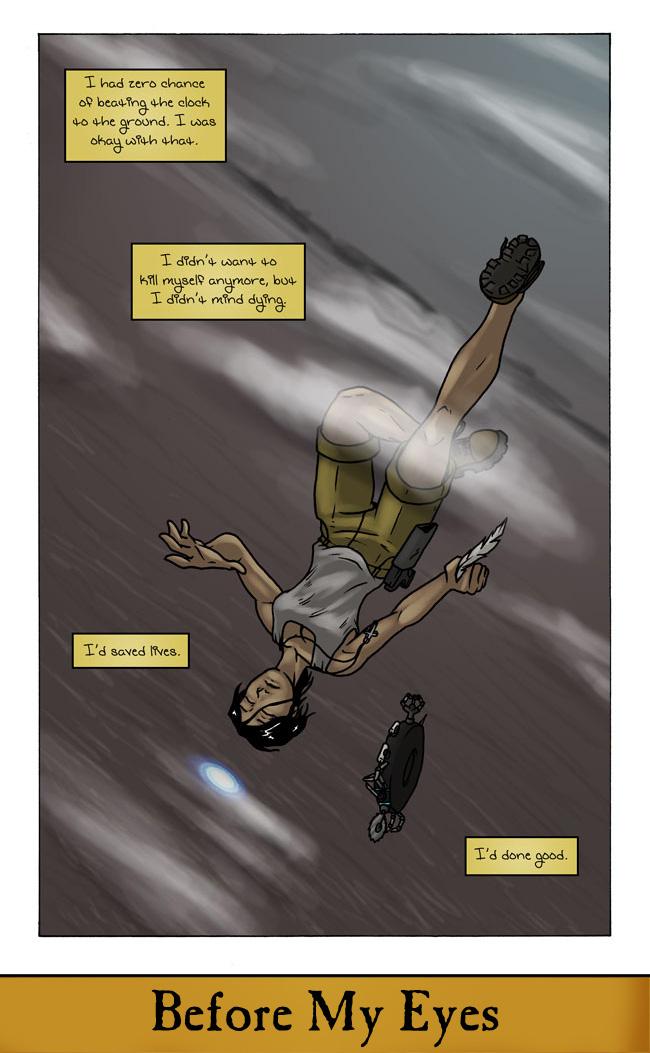 I had zero chance
of beating the clock
to the ground. I was
okay with that.
I didn't want to
kill myself anymore, but
I didn't mind dying.
I'd saved lives.
I'd done good.
Before My Eyes